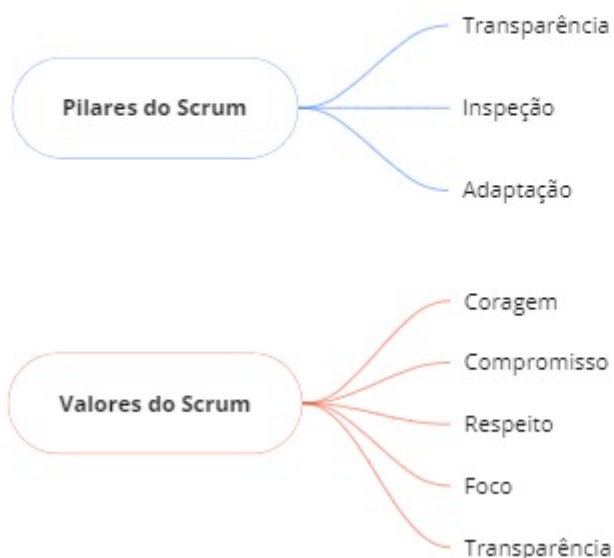 Pilares do Scrum
Transparência
Inspeção
Adaptação
Valores do Scrum
Coragem
Compromisso
Respeito
Foco
Transparência